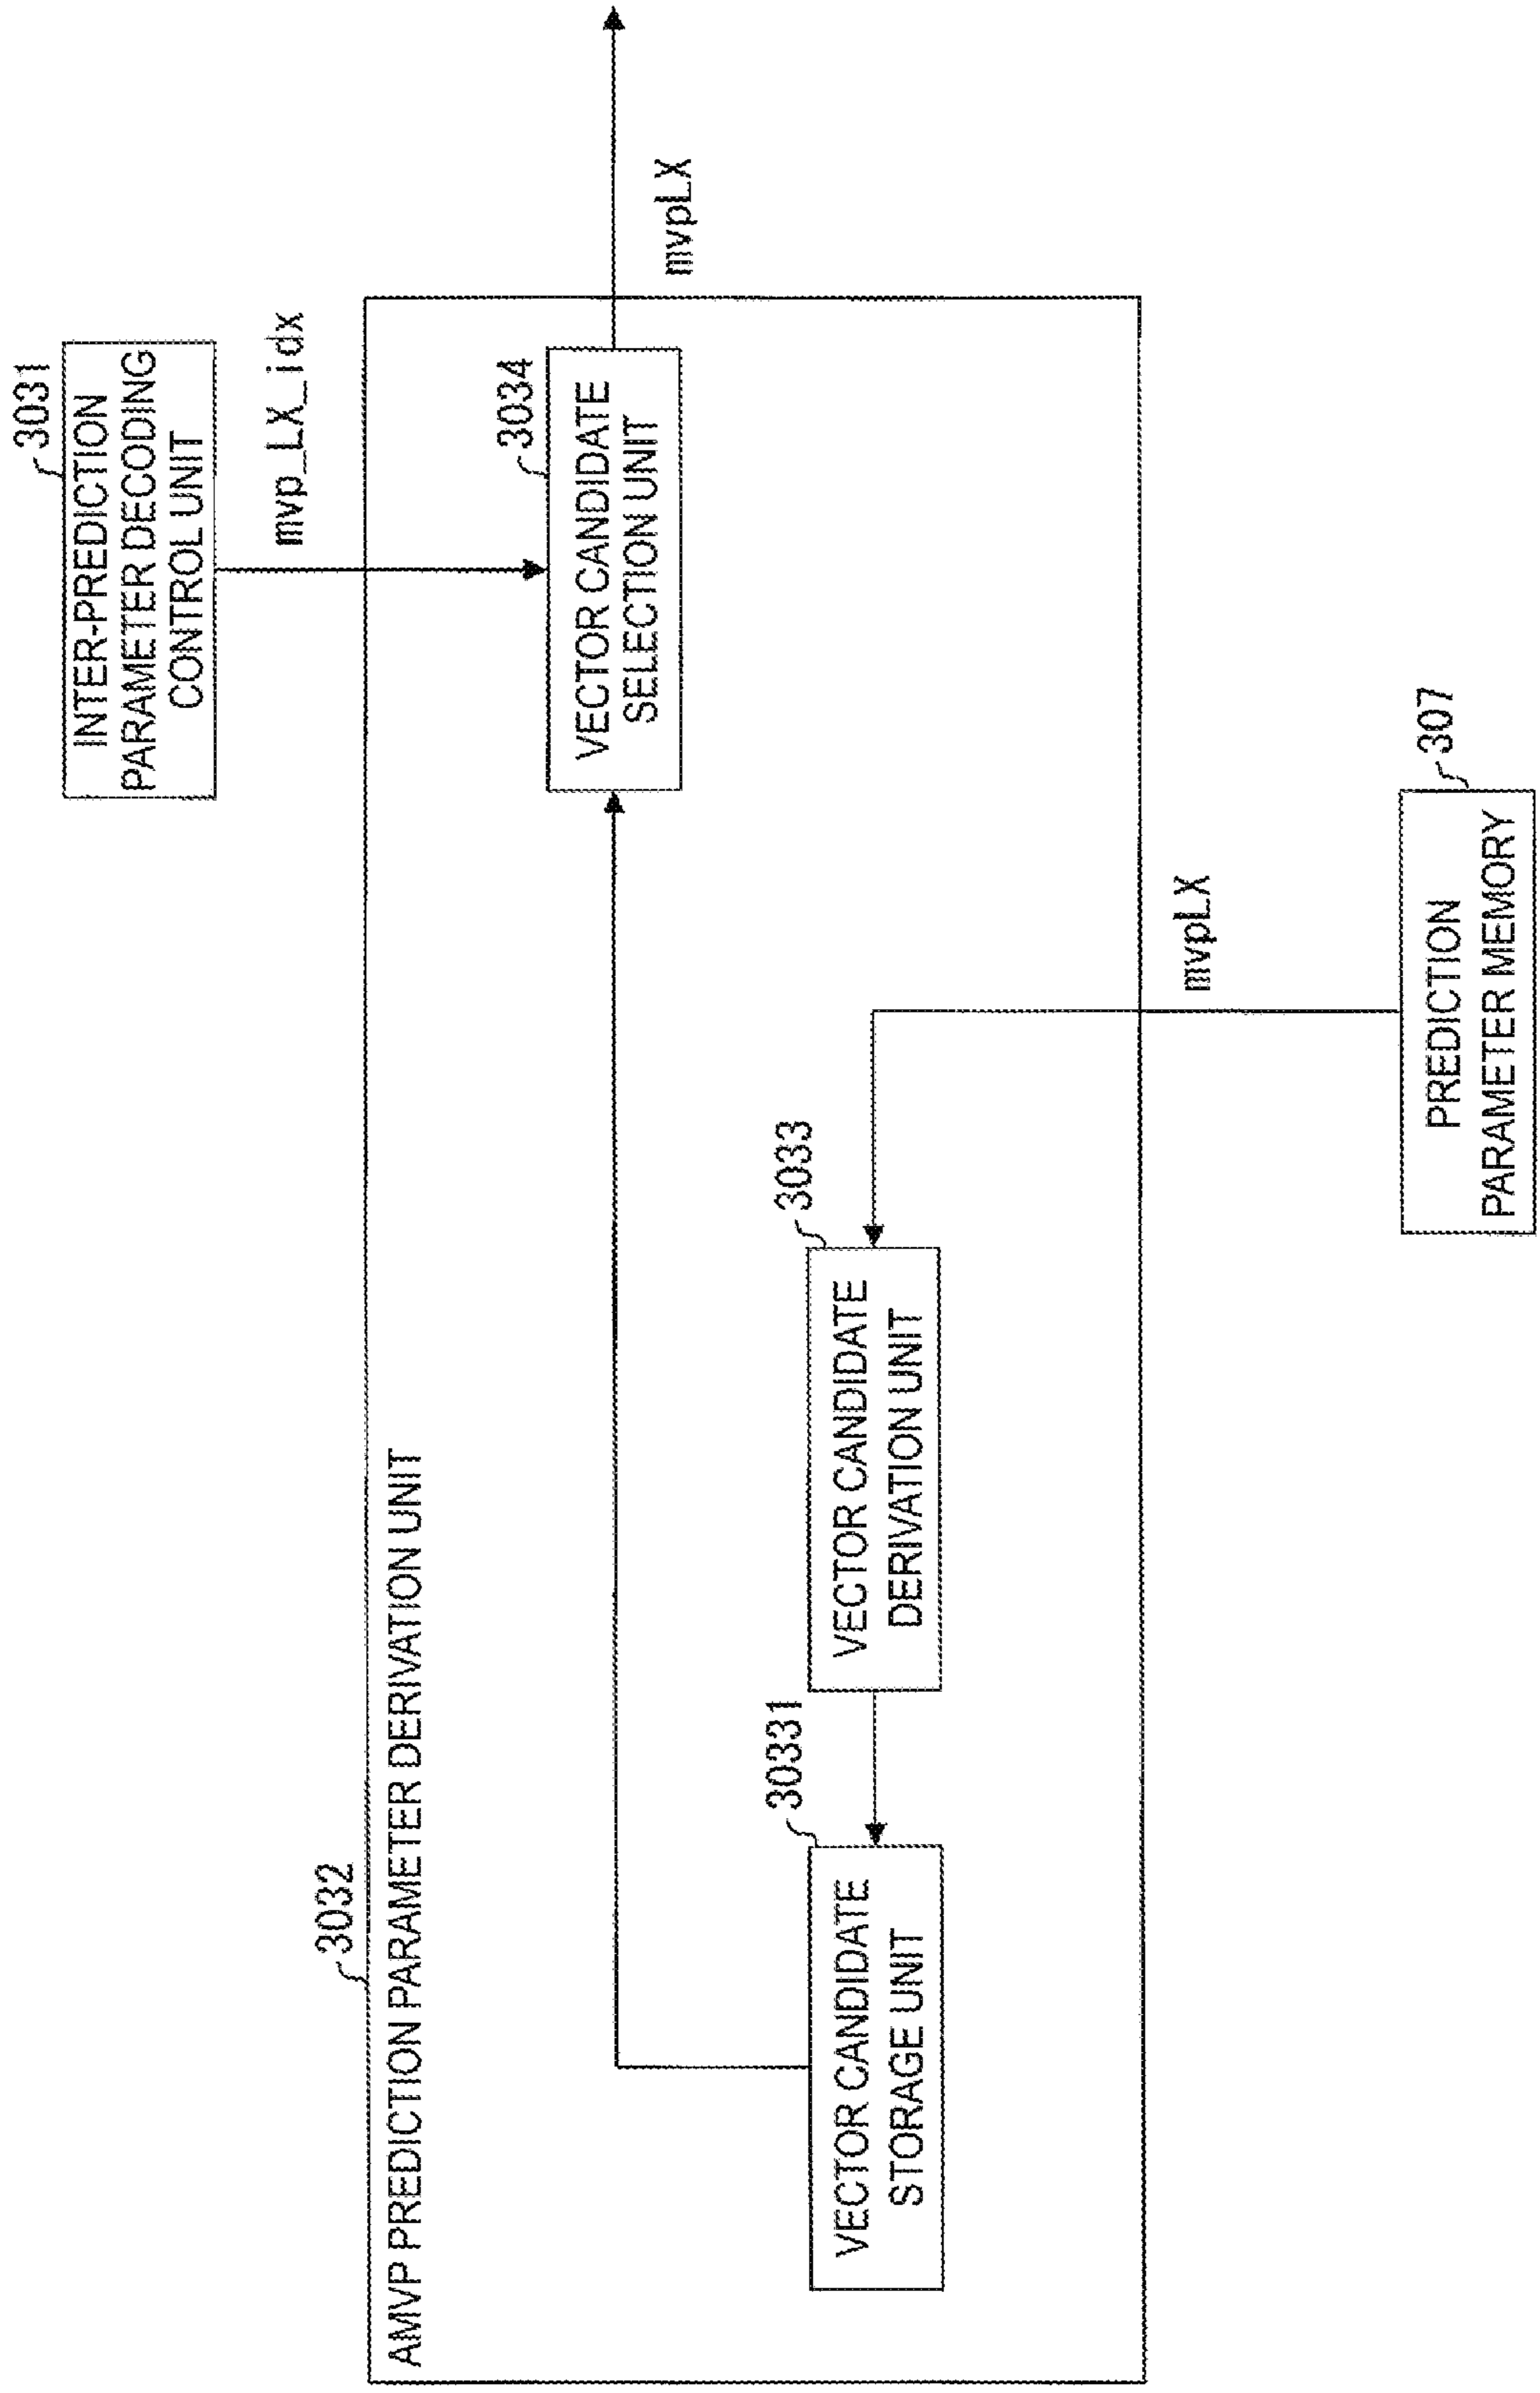 3031
INTER-PREDICTION
PARAMETER DECODING
CONTROL UNIT
mvp_LX_idx
3032
AMVP PREDICTION PARAMETER DERIVATION UNIT
3034
VECTOR CANDIDATE
SELECTION UNIT
mvpLX
30331
VECTOR CANDIDATE
STORAGE UNIT
3033
VECTOR CANDIDATE
DERIVATION UNIT
mvpLX
307
PREDICTION
PARAMETER MEMORY